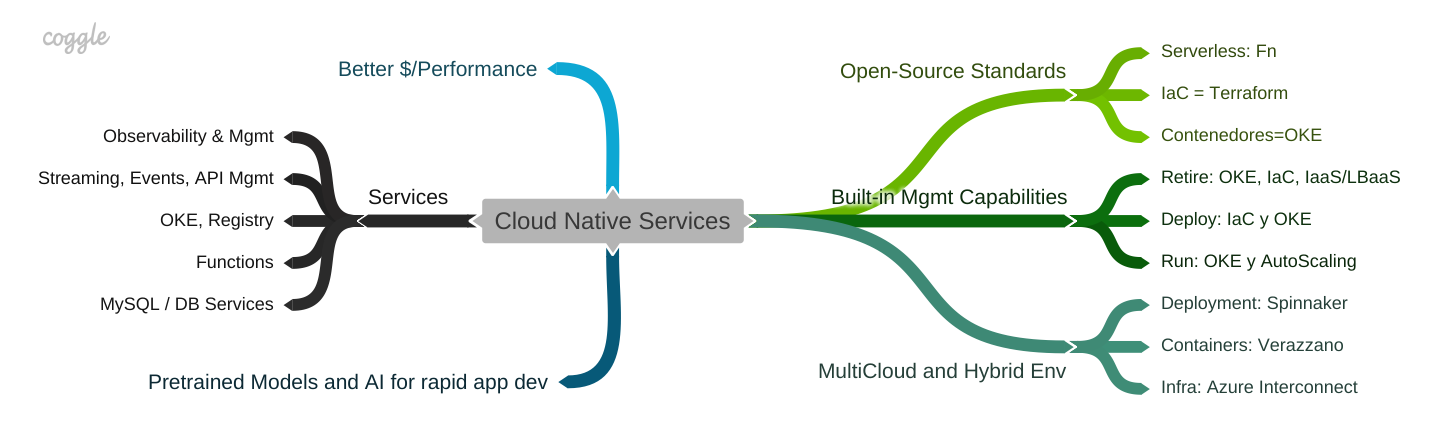 coggle
Better $/Performance
Observability & Mgmt
Streaming, Events, API Mgmt
Services
OKE, Registry
Functions
MySQL / DB Services
Pretrained Models and AI for rapid app dev
Cloud Native Services
Open-Source Standards
Serverless: Fn
IaC = Terraform
Contenedores=OKE
Built-in Mgmt Capabilities
Retire: OKE, IaC, IaaS/LBaaS
Deploy: IaC y OKE
Run: OKE y AutoScaling
MultiCloud and Hybrid Env
Deployment: Spinnaker
Containers: Verazzano
Infra: Azure Interconnect